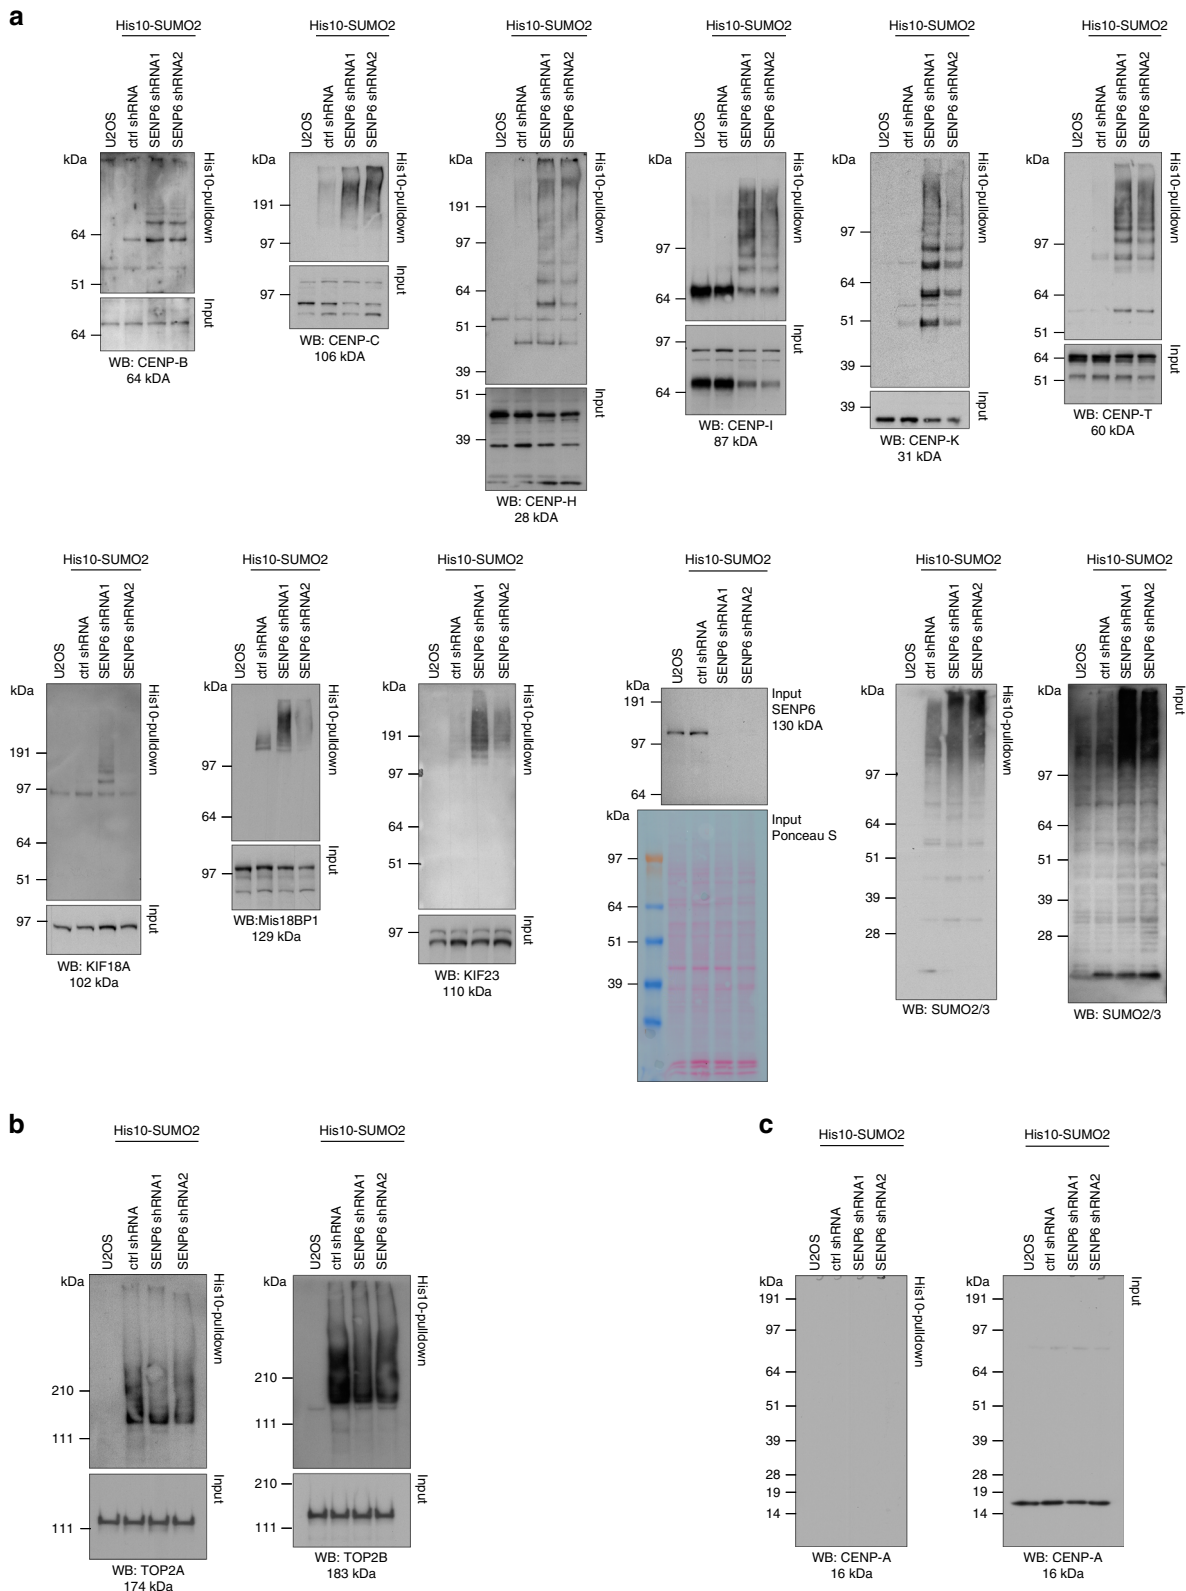 a
His10-SUMO2
U2OS
ctrl shRNA
SENP6 shRNA1
SENP6 shRNA2
kDa
64
51
64
His10-pulldown
Input
WB: CENP-B
64 kDA
His10-SUMO2
U2OS
ctrl shRNA
SENP6 shRNA1
SENP6 shRNA2
kDa
191
97
97
His10-pulldown
Input
WB: CENP-C
106 kDA
His10-SUMO2
U2OS
ctrl shRNA
SENP6 shRNA1
SENP6 shRNA2
kDa
191
97
64
51
39
51
39
His10-pulldown
Input
WB: CENP-H
28 kDA
His10-SUMO2
U2OS
ctrl shRNA
SENP6 shRNA1
SENP6 shRNA2
kDa
97
64
97
64
His10-pulldown
Input
WB: CENP-I
87 kDA
His10-SUMO2
U2OS
ctrl shRNA
SENP6 shRNA1
SENP6 shRNA2
kDa
97
64
51
39
His10-pulldown
Input
WB: CENP-K
31 kDA
His10-SUMO2
U2OS
ctrl shRNA
SENP6 shRNA1
SENP6 shRNA2
kDa
97
64
51
64
51
His10-pulldown
Input
WB: CENP-T
60 kDA
His10-SUMO2
U2OS
ctrl shRNA
SENP6 shRNA1
SENP6 shRNA2
kDa
191
97
64
51
97
His10-pulldown
Input
WB: KIF18A
102 kDa
His10-SUMO2
U2OS
ctrl shRNA
SENP6 shRNA1
SENP6 shRNA2
kDa
97
64
97
His10-pulldown
Input
WB:Mis18BP1
129 kDa
His10-SUMO2
U2OS
ctrl shRNA
SENP6 shRNA1
SENP6 shRNA2
kDa
191
97
64
51
97
His10-pulldown
Input
WB: KIF23
110 kDa
His10-SUMO2
U2OS
ctrl shRNA
SENP6 shRNA1
SENP6 shRNA2
kDa
191
97
64
Input
SENP6
130 kDA
kDa
97
64
51
39
Input
Ponceau S
His10-SUMO2
U2OS
ctrl shRNA
SENP6 shRNA1
SENP6 shRNA2
kDa
97
64
51
39
28
His10-pulldown
WB: SUMO2/3
His10-SUMO2
U2OS
ctrl shRNA
SENP6 shRNA1
SENP6 shRNA2
kDa
97
64
51
39
28
Input
WB: SUMO2/3
b
His10-SUMO2
U2OS
ctrl shRNA
SENP6 shRNA1
SENP6 shRNA2
kDa
210
111
111
His10-pulldown
Input
WB: TOP2A
174 kDa
His10-SUMO2
U2OS
ctrl shRNA
SENP6 shRNA1
SENP6 shRNA2
kDa
210
111
210
111
His10-pulldown
Input
WB: TOP2B
183 kDa
c
His10-SUMO2
U2OS
ctrl shRNA
SENP6 shRNA1
SENP6 shRNA2
kDa
191
97
64
51
39
28
19
14
His10-pulldown
WB: CENP-A
16 kDa
His10-SUMO2
U2OS
ctrl shRNA
SENP6 shRNA1
SENP6 shRNA2
kDa
191
97
64
51
39
28
19
14
Input
WB: CENP-A
16 kDa